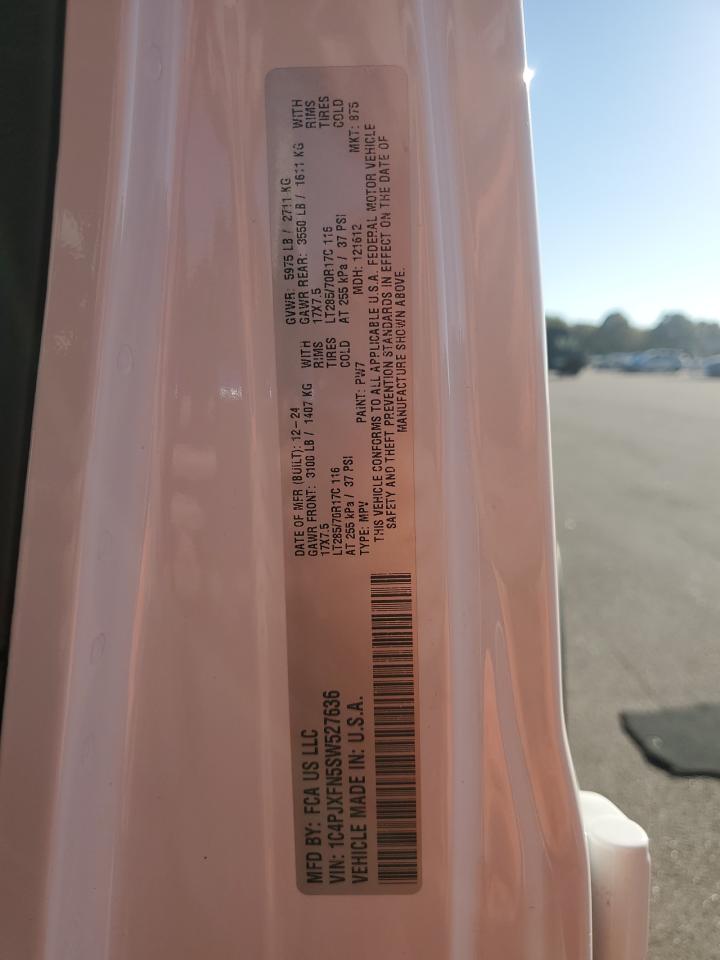 MFD BY: FCA US LLC
VIN: 1C4PJXFN5SW527636
VEHICLE MADE IN: U.S.A.
DATE OF MFR (BUILT): 12-24 GVWR: 5975 LB / 2711 KG
GAWR FRONT: 3100 LB / 1407 KG WITH GAWR REAR: 3550 LB / 1611 KG WITH
17X7.5 RIMS 17X7.5 RIMS
LT285/70R17C 116 TIRES LT285/70R17C 116 TIRES
AT 255 kPa / 37 PSI COLD AT 255 kPa / 37 PSI COLD
TYPE: MPV PAINT: PW7 MDH: 121612 MKT: 875
THIS VEHICLE CONFORMS TO ALL APPLICABLE U.S.A. FEDERAL MOTOR VEHICLE
SAFETY AND THEFT PREVENTION STANDARDS IN EFFECT ON THE DATE OF
MANUFACTURE SHOWN ABOVE.